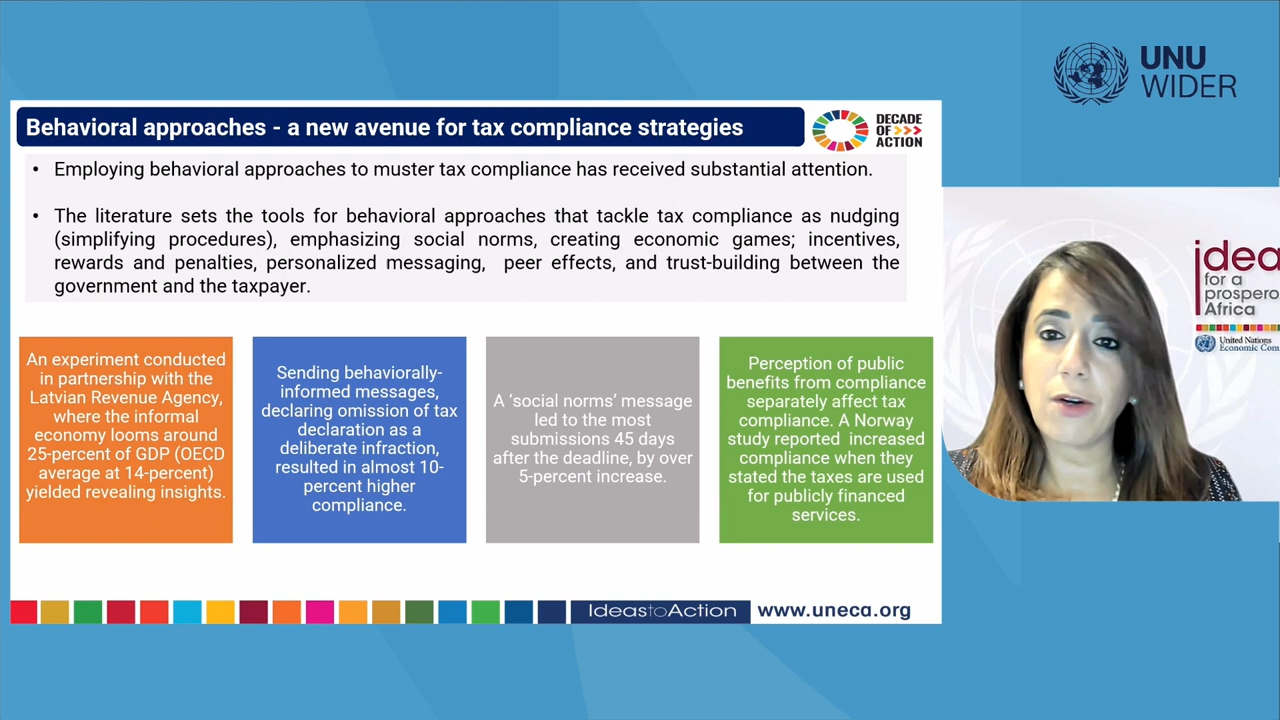 UNU
WIDER
Behavioral approaches - a new avenue for tax compliance strategies
DECADE
OF >>>
ACTION
• Employing behavioral approaches to muster tax compliance has received substantial attention.
• The literature sets the tools for behavioral approaches that tackle tax compliance as nudging
(simplifying procedures), emphasizing social norms, creating economic games; incentives,
rewards and penalties, personalized messaging, peer effects, and trust-building between the
government and the taxpayer.
An experiment conducted
in partnership with the
Latvian Revenue Agency,
where the informal
economy looms around
25-percent of GDP (OECD
average at 14-percent)
yielded revealing insights.
Sending behaviorally-
informed messages,
declaring omission of tax
declaration as a
deliberate infraction,
resulted in almost 10-
percent higher
compliance.
A ‘social norms’ message
led to the most
submissions 45 days
after the deadline, by over
5-percent increase.
Perception of public
benefits from compliance
separately affect tax
compliance. A Norway
study reported increased
compliance when they
stated the taxes are used
for publicly financed
services.
IdeastoAction
www.uneca.org
idea
for a
prospero
Africa
United Nations
Economic Com